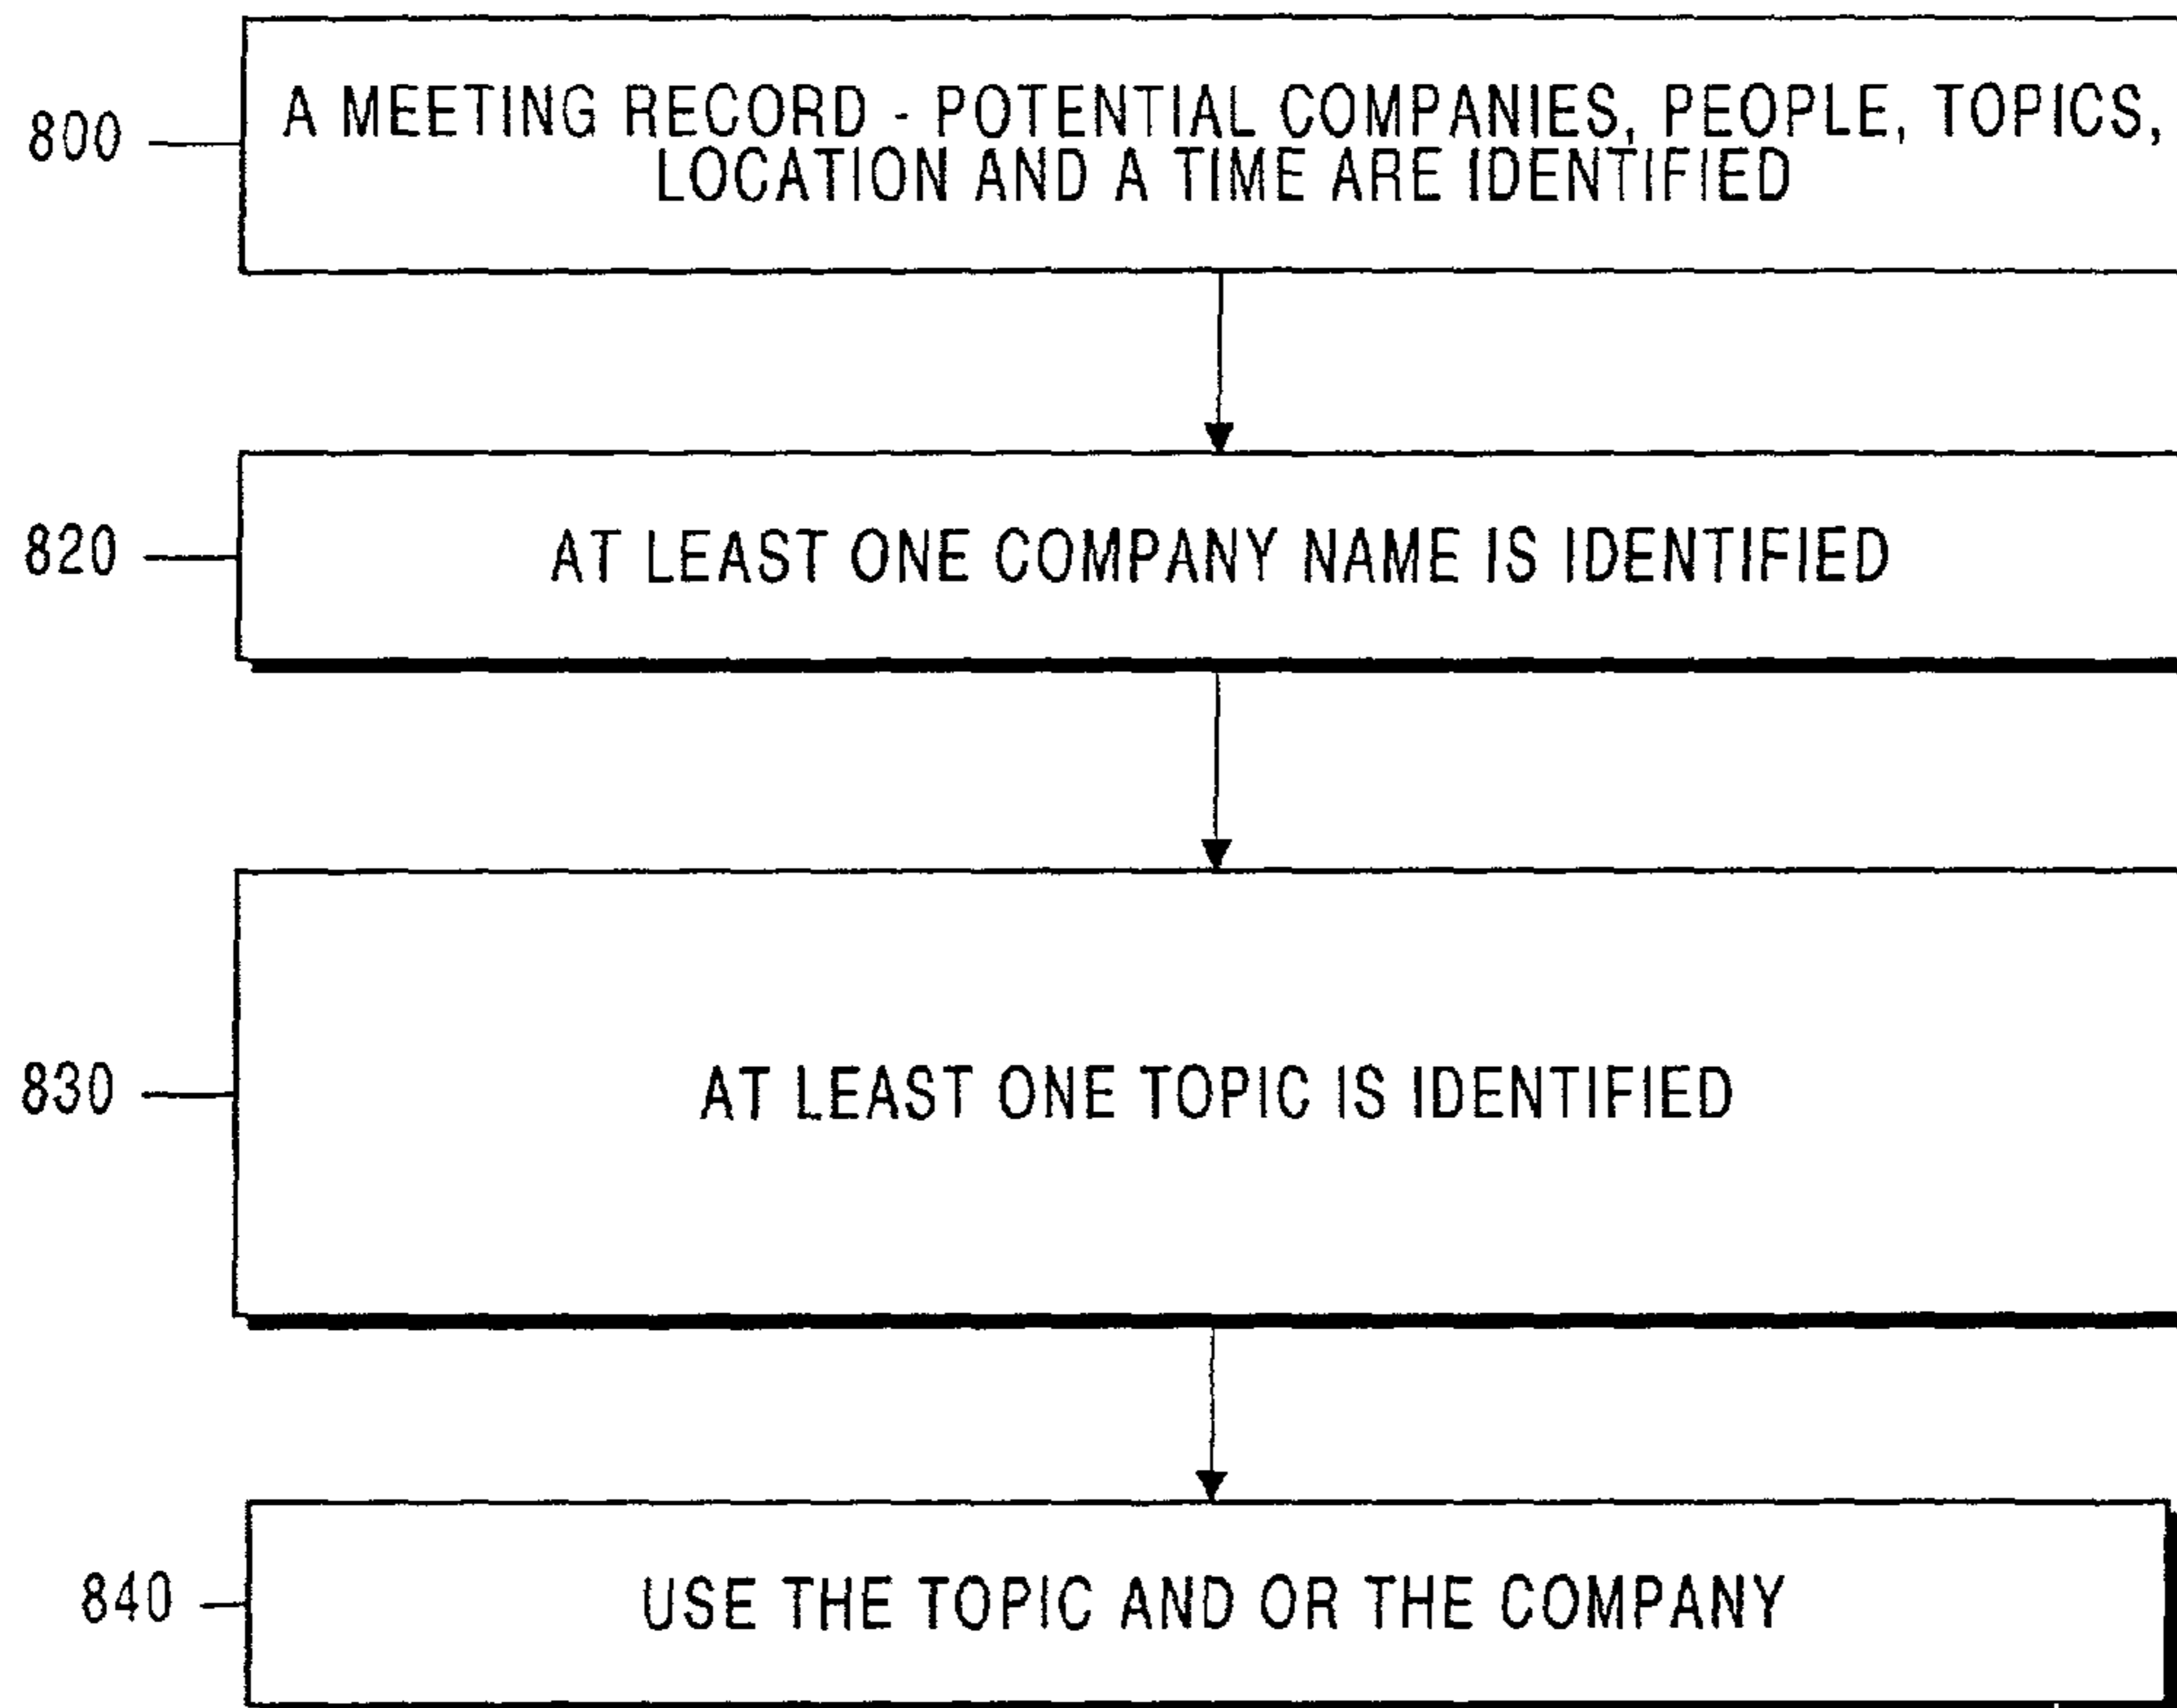 800
A MEETING RECORD - POTENTIAL COMPANIES, PEOPLE, TOPICS,
LOCATION AND A TIME ARE IDENTIFIED
820
AT LEAST ONE COMPANY NAME IS IDENTIFIED
830
AT LEAST ONE TOPIC IS IDENTIFIED
840
USE THE TOPIC AND OR THE COMPANY